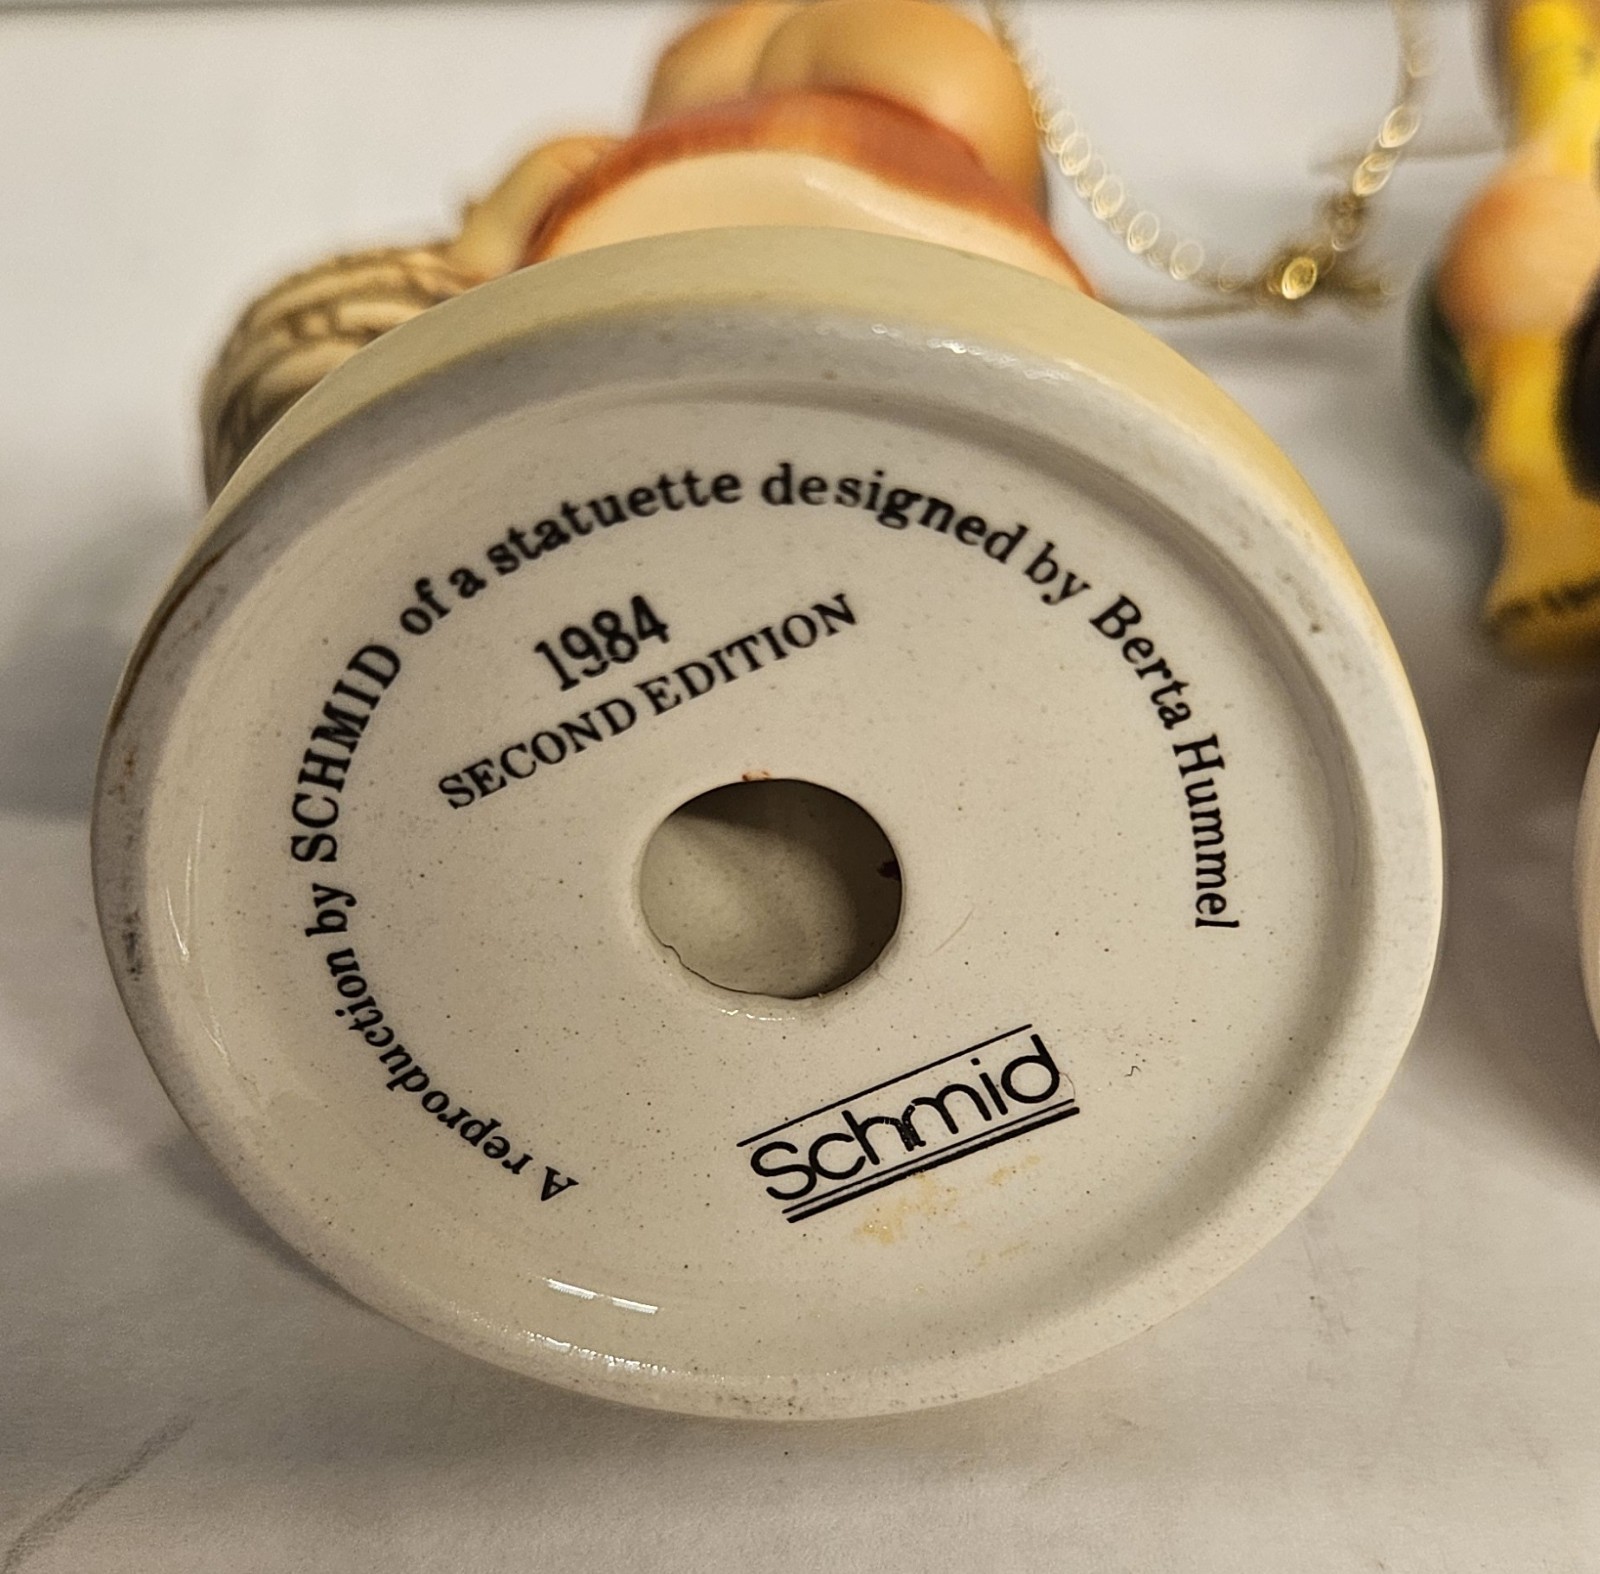 A reproduction by SCHMID of a statuette designed by Berta Hummel
1984
SECOND EDITION
Schmid